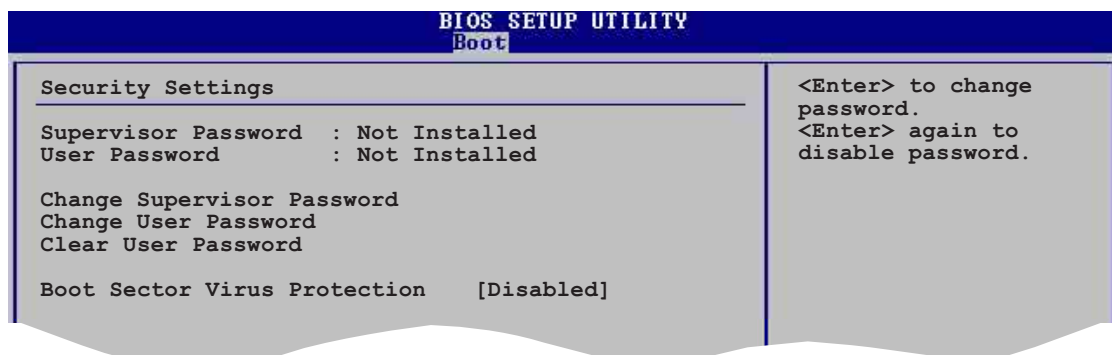 BIOS SETUP UTILITY
Boot
Security Settings
Supervisor Password : Not Installed
User Password : Not Installed
Change Supervisor Password
Change User Password
Clear User Password
Boot Sector Virus Protection [Disabled]
<Enter> to change
password.
<Enter> again to
disable password.